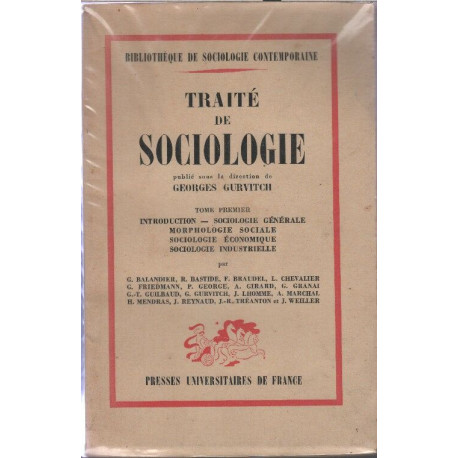 BIBLIOTHÈQUE DE SOCIOLOGIE CONTEMPORAINE
TRAITÉ
DE
SOCIOLOGIE
publié sous la direction de
GEORGES GURVITCH
TOME PREMIER
INTRODUCTION — SOCIOLOGIE GÉNÉRALE
MORPHOLOGIE SOCIALE
SOCIOLOGIE ÉCONOMIQUE
SOCIOLOGIE INDUSTRIELLE
par
G. BALANDIER, R. BASTIDE, F. BRAUDEL, L. CHEVALIER
G. FRIEDMANN, P. GEORGE, A. GIRARD, G. GRANAI
G.-T. GUILBAUD, G. GURVITCH, J. LHOMME, A. MARCHAL
H. MENDRAS, J. REYNAUD, J.-R. TRÉANTON et J. WEILLER
PRESSES UNIVERSITAIRES DE FRANCE